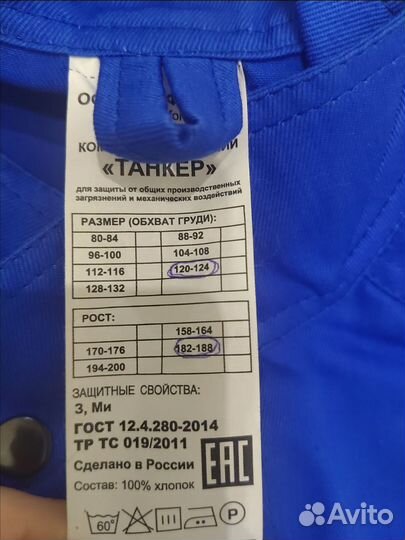 «ТАНКЕР»
для защиты от общих производственных
загрязнений и механических воздействий
РАЗМЕР (ОБХВАТ ГРУДИ):
80-84 88-92
96-100 104-108
112-116 120-124
128-132
РОСТ:
158-164
170-176 182-188
194-200
ЗАЩИТНЫЕ СВОЙСТВА:
З, Ми
ГОСТ 12.4.280-2014
ТР ТС 019/2011
Сделано в России
Состав: 100% хлопок
EAC
60° P
Avito